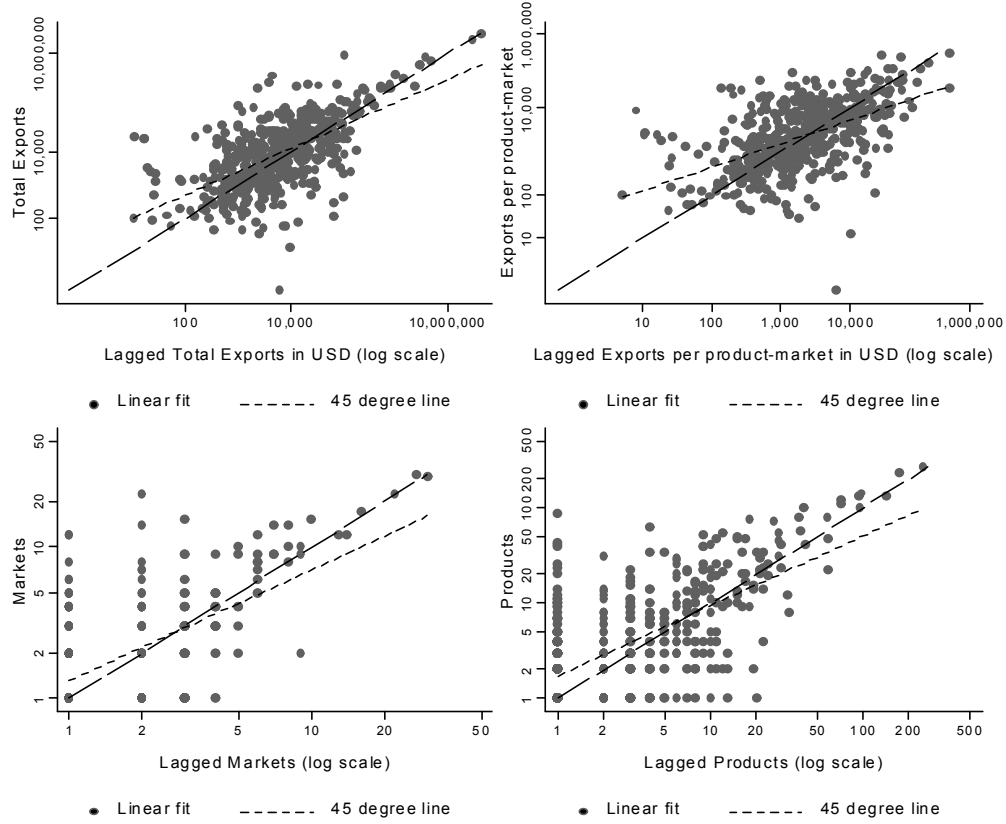 Total Exports
10,000,000
10,000
100
100
10,000
10,000,000
Lagged Total Exports in USD (log scale)
Linear fit
45 degree line
Exports per product-market
1,000,000
10,000
100
10
10
100
1,000
10,000
1,000,000
Lagged Exports per product-market in USD (log scale)
Linear fit
45 degree line
Markets
50
20
10
5
2
1
1
2
5
10
20
50
Lagged Markets (log scale)
Linear fit
45 degree line
Products
500
200
100
50
20
10
5
2
1
1
2
5
10
20
50
100
200
500
Lagged Products (log scale)
Linear fit
45 degree line